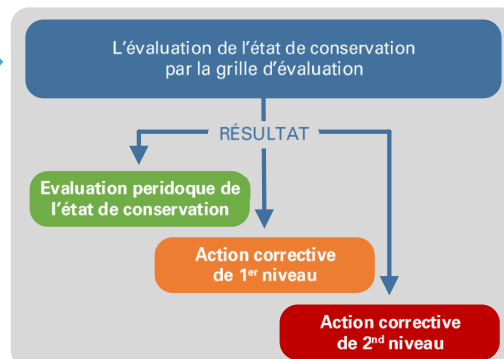 L'évaluation de l'état de conservation
par la grille d'évaluation
RÉSULTAT
Evaluation peridoque de
l'état de conservation
Action corrective
de 1er niveau
Action corrective
de 2nd niveau